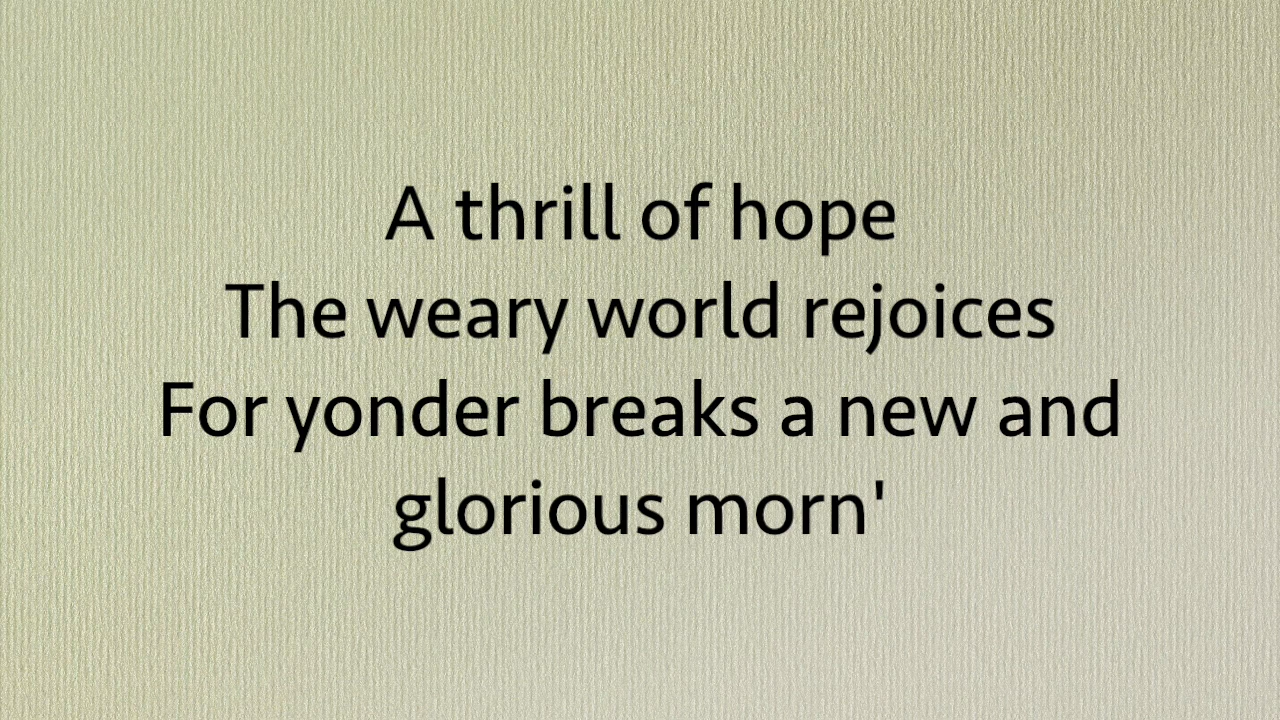 A thrill of hope
The weary world rejoices
For yonder breaks a new and
glorious morn'